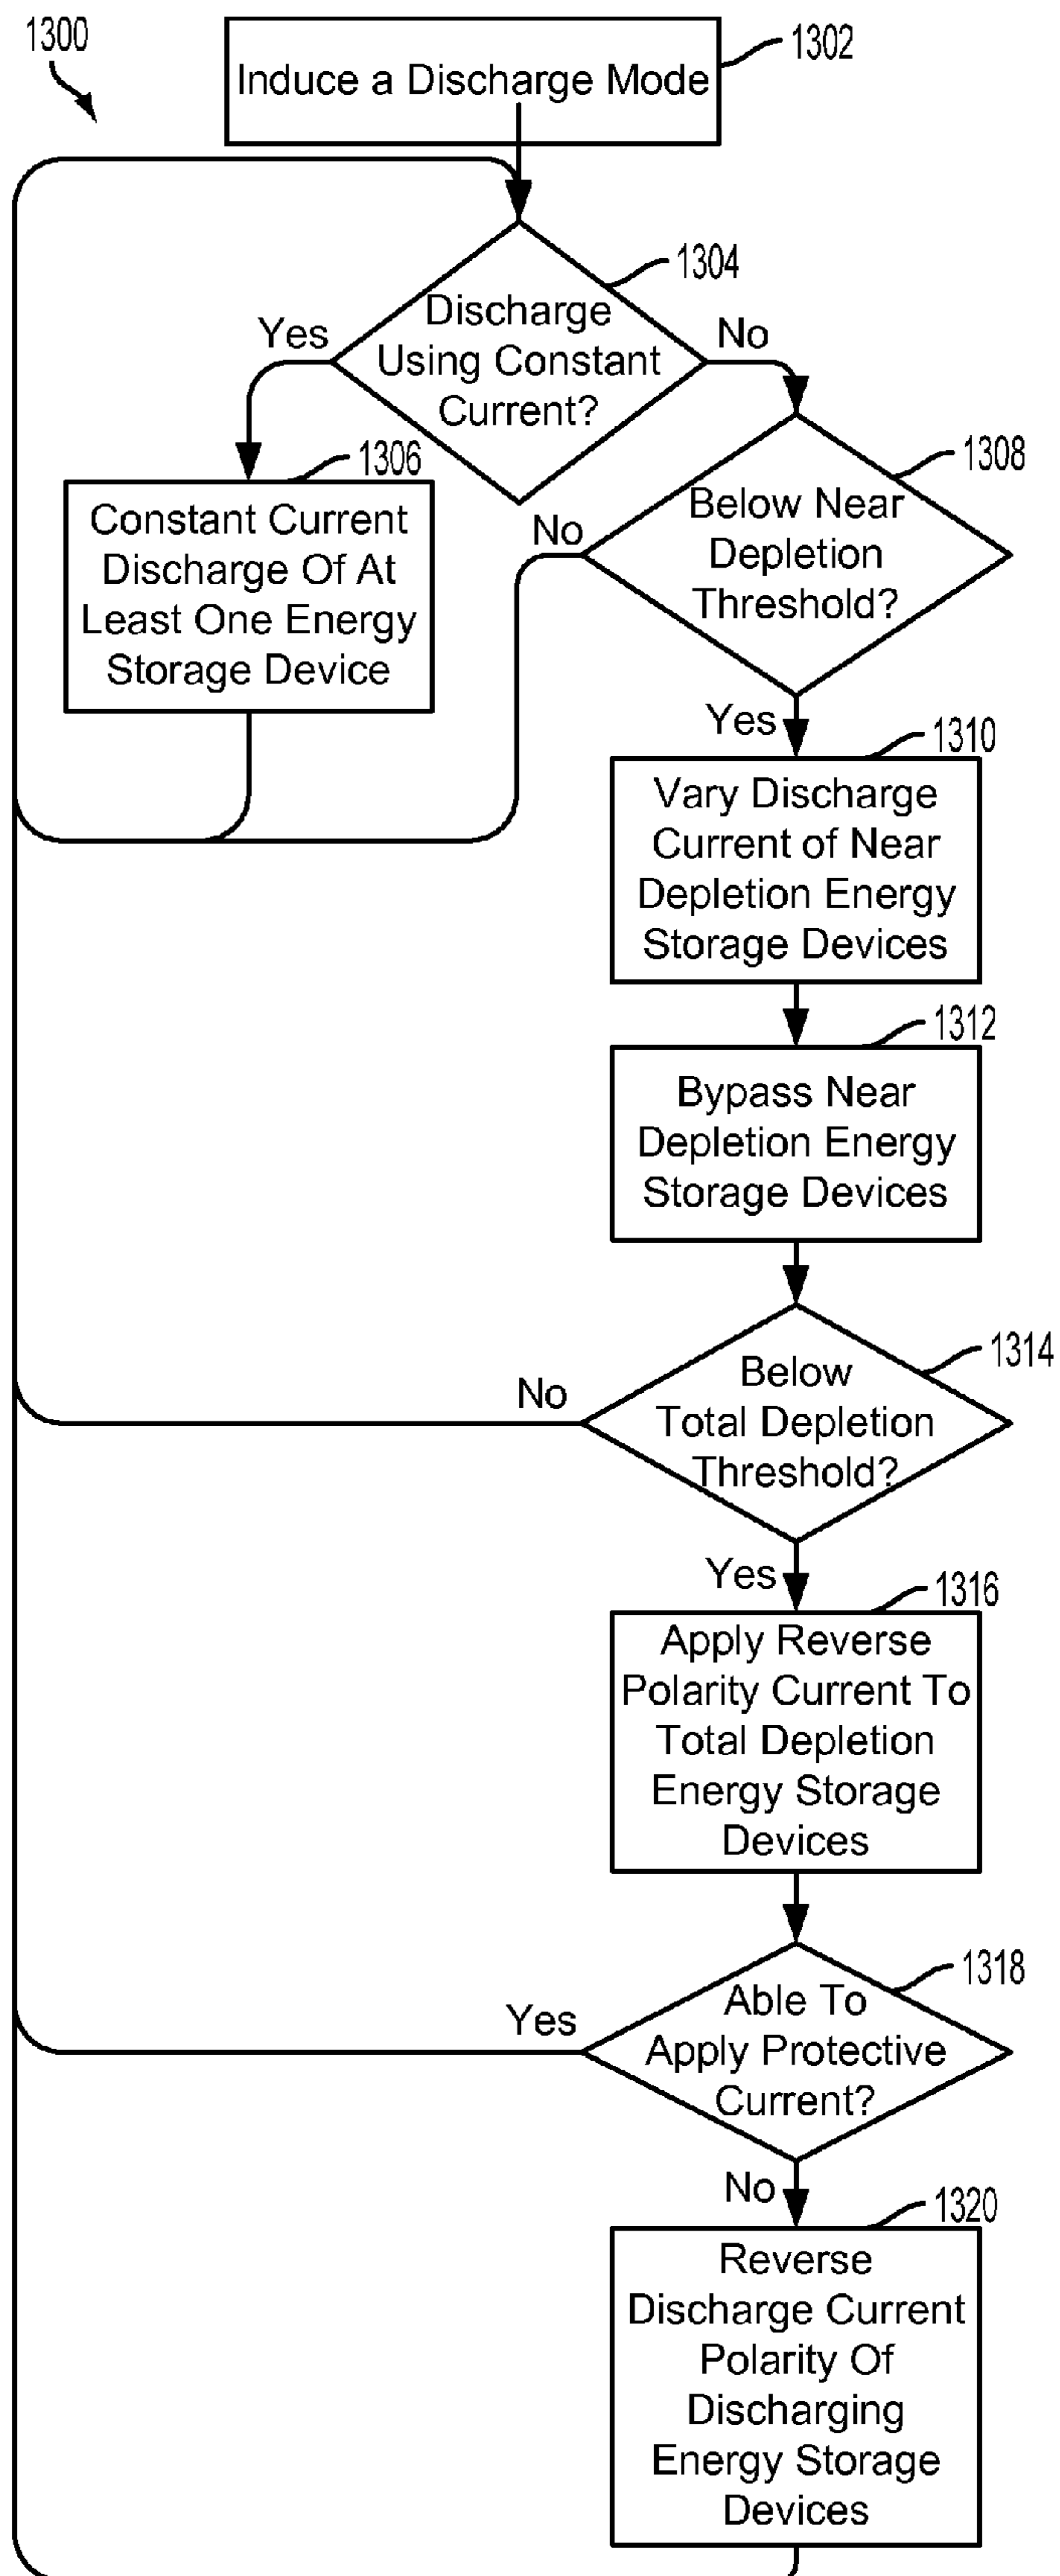 1300
1302
Induce a Discharge Mode
1304
Discharge
Using Constant
Current?
Yes
No
1306
Constant Current
Discharge Of At
Least One Energy
Storage Device
1308
Below Near
Depletion
Threshold?
No
Yes
1310
Vary Discharge
Current of Near
Depletion Energy
Storage Devices
1312
Bypass Near
Depletion Energy
Storage Devices
1314
Below
Total Depletion
Threshold?
No
Yes
1316
Apply Reverse
Polarity Current To
Total Depletion
Energy Storage
Devices
1318
Able To
Apply Protective
Current?
Yes
No
1320
Reverse
Discharge Current
Polarity Of
Discharging
Energy Storage
Devices